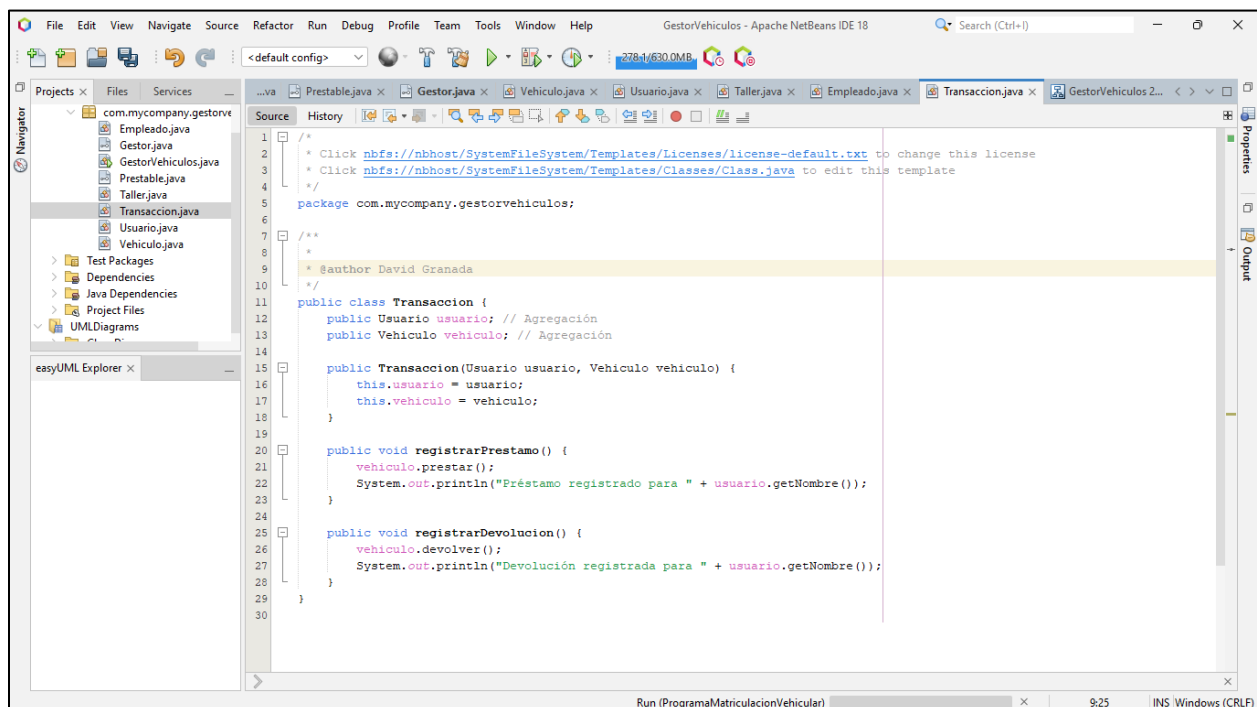 File Edit View Navigate Source Refactor Run Debug Profile Team Tools Window Help GestorVehiculos - Apache NetBeans IDE 18 Search (Ctrl+I)
<default config> 278.1/630.0MB
Projects Files Services
...va Prestable.java Gestor.java Vehiculo.java Usuario.java Taller.java Empleado.java Transaccion.java GestorVehiculos 2...
Navigator
com.mycompany.gestorve
Empleado.java
Gestor.java
GestorVehiculos.java
Prestable.java
Taller.java
Transaccion.java
Usuario.java
Vehiculo.java
Test Packages
Dependencies
Java Dependencies
Project Files
UMLDiagrams
easyUML Explorer
Source History
1 /*
2 * Click nbfs://nbhost/SystemFileSystem/Templates/Licenses/license-default.txt to change this license
3 * Click nbfs://nbhost/SystemFileSystem/Templates/Classes/Class.java to edit this template
4 */
5 package com.mycompany.gestorvehiculos;
6
7 /**
8 *
9 * @author David Granada
10 */
11 public class Transaccion {
12 public Usuario usuario; // Agregación
13 public Vehiculo vehiculo; // Agregación
14
15 public Transaccion(Usuario usuario, Vehiculo vehiculo) {
16 this.usuario = usuario;
17 this.vehiculo = vehiculo;
18 }
19
20 public void registrarPrestamo() {
21 vehiculo.prestar();
22 System.out.println("Préstamo registrado para " + usuario.getNombre());
23 }
24
25 public void registrarDevolucion() {
26 vehiculo.devolver();
27 System.out.println("Devolución registrada para " + usuario.getNombre());
28 }
29 }
30
Properties
Output
Run (ProgramaMatriculacionVehicular) 9:25 INS Windows (CRLF)